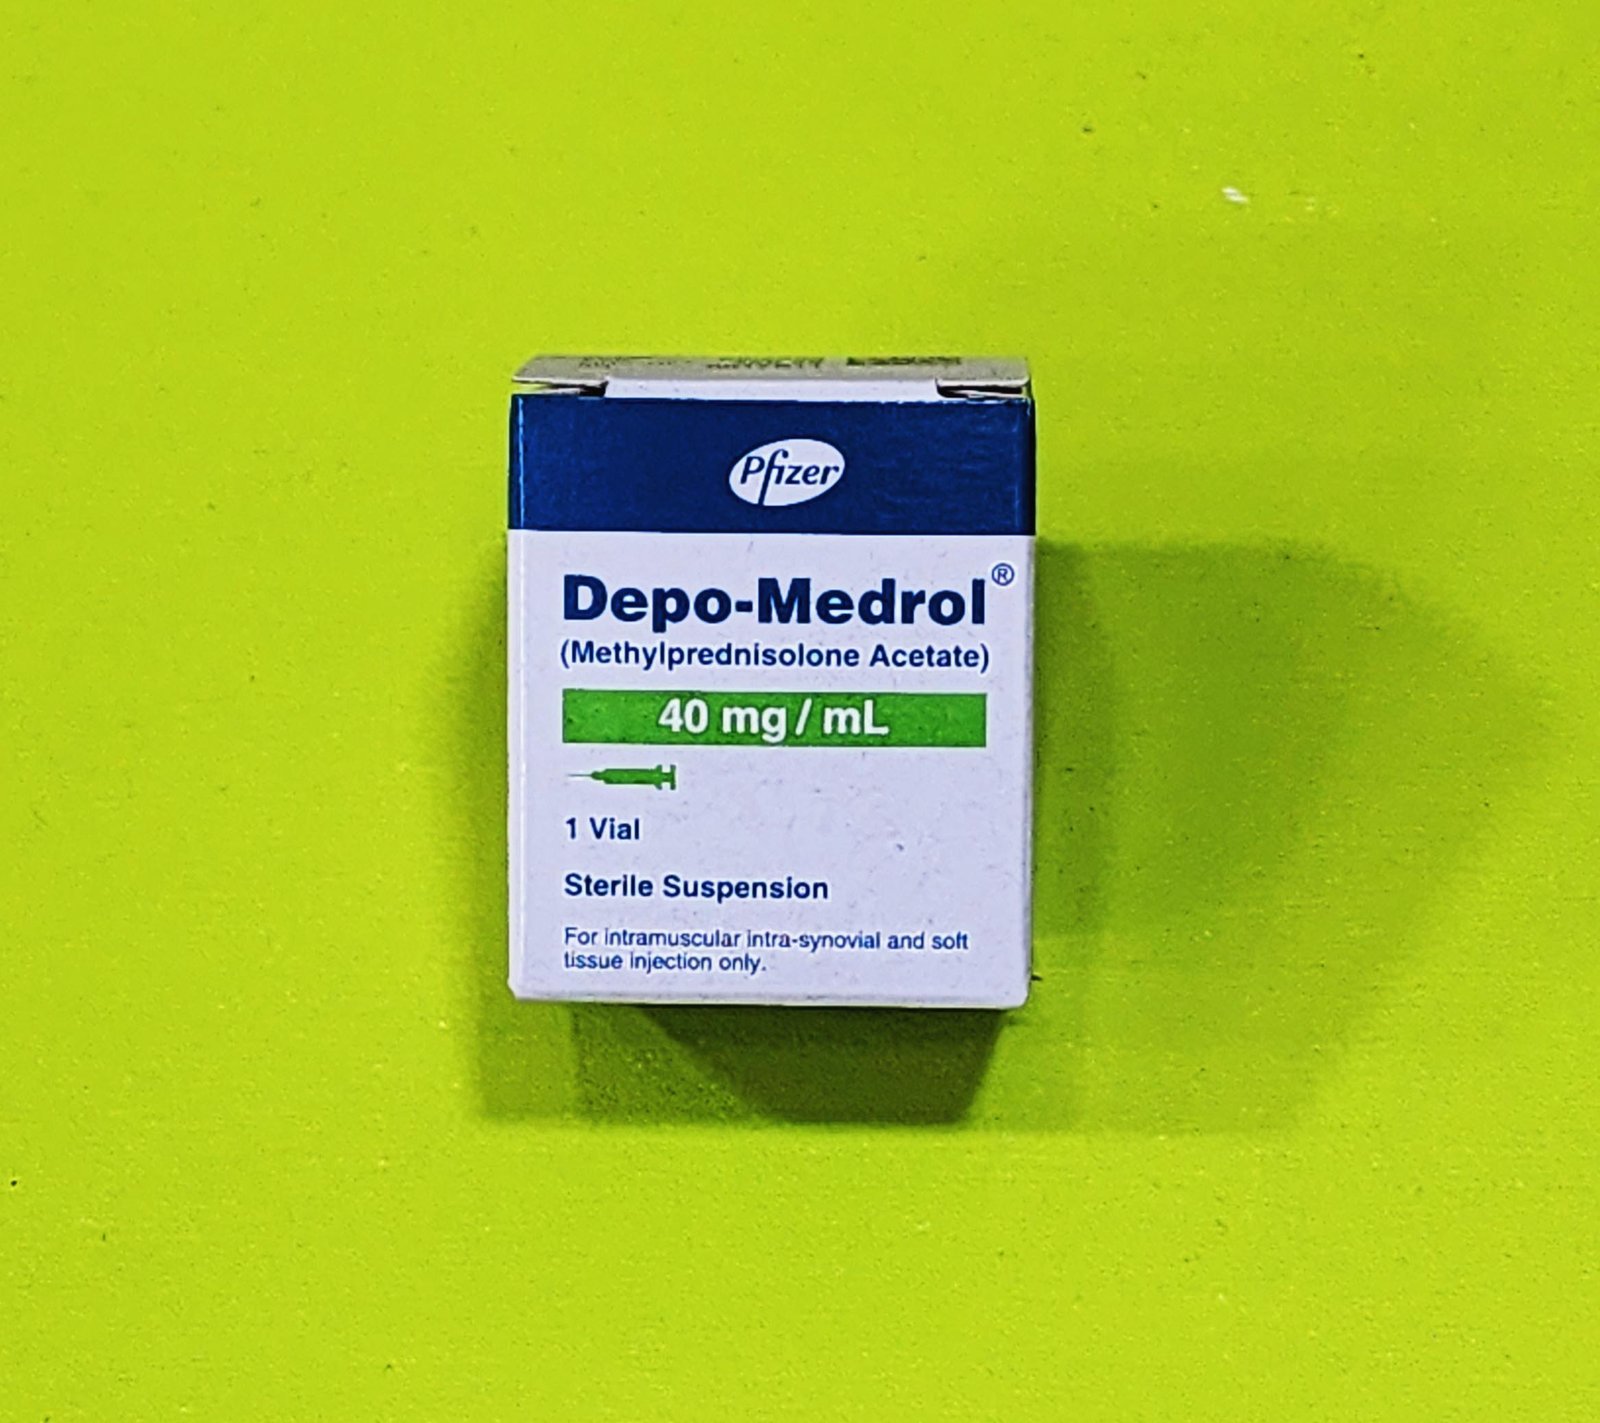 Pfizer
Depo-Medrol®
(Methylprednisolone Acetate)
40 mg / mL
1 Vial
Sterile Suspension
For intramuscular intra-synovial and soft
tissue injection only.